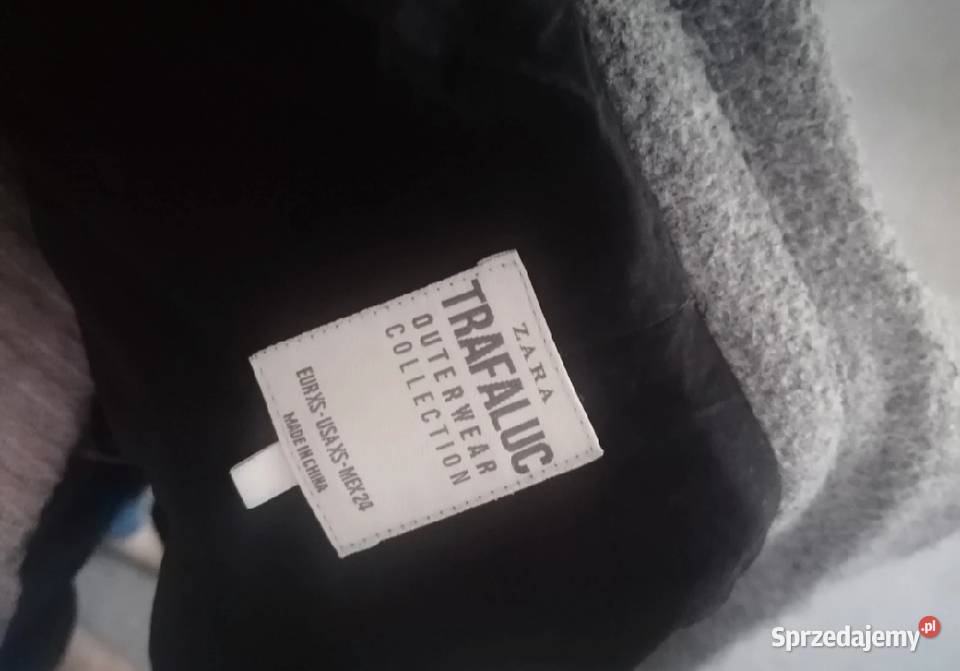 ZARA
TRAFALUC
OUTERWEAR
COLLECTION
EUR XS - USA XS - MEX 24
MADE IN CHINA
Sprzedajemy.pl